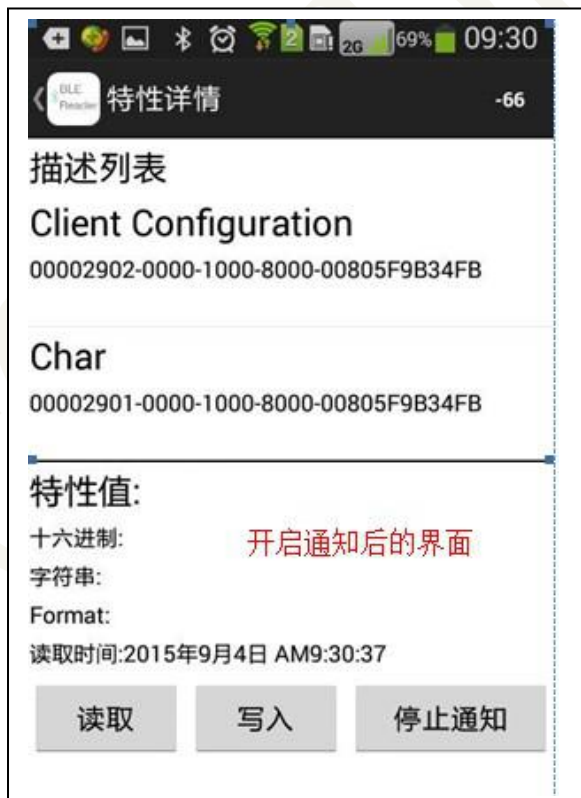 2 2G 69% 09:30
BLE Reader 特性详情 -66
描述列表
Client Configuration
00002902-0000-1000-8000-00805F9B34FB
Char
00002901-0000-1000-8000-00805F9B34FB
特性值:
十六进制:
开启通知后的界面
字符串:
Format:
读取时间:2015年9月4日 AM9:30:37
读取 写入 停止通知